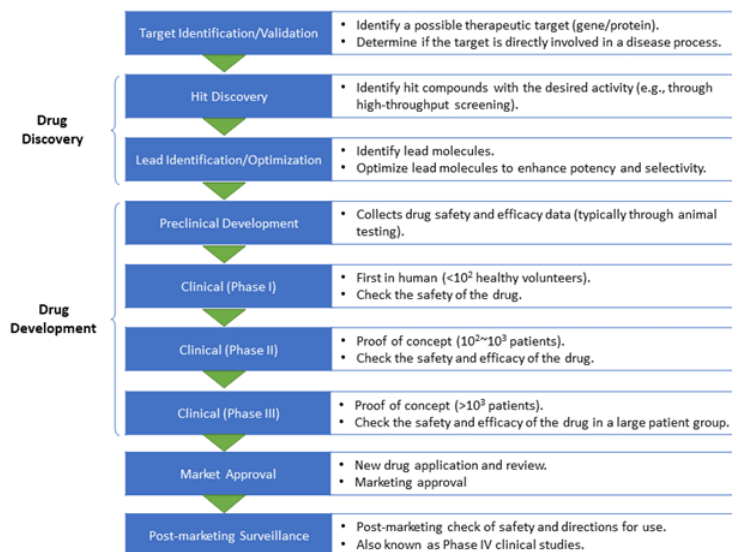 Target Identification/Validation
• Identify a possible therapeutic target (gene/protein).
• Determine if the target is directly involved in a disease process.
Drug
Discovery
Hit Discovery
• Identify hit compounds with the desired activity (e.g., through
high-throughput screening).
Lead Identification/Optimization
• Identify lead molecules.
• Optimize lead molecules to enhance potency and selectivity.
Drug
Development
Preclinical Development
• Collects drug safety and efficacy data (typically through animal
testing).
Clinical (Phase I)
• First in human (<10² healthy volunteers).
• Check the safety of the drug.
Clinical (Phase II)
• Proof of concept (10²~10³ patients).
• Check the safety and efficacy of the drug.
Clinical (Phase III)
• Proof of concept (>10³ patients).
• Check the safety and efficacy of the drug in a large patient group.
Market Approval
• New drug application and review.
• Marketing approval
Post-marketing Surveillance
• Post-marketing check of safety and directions for use.
• Also known as Phase IV clinical studies.